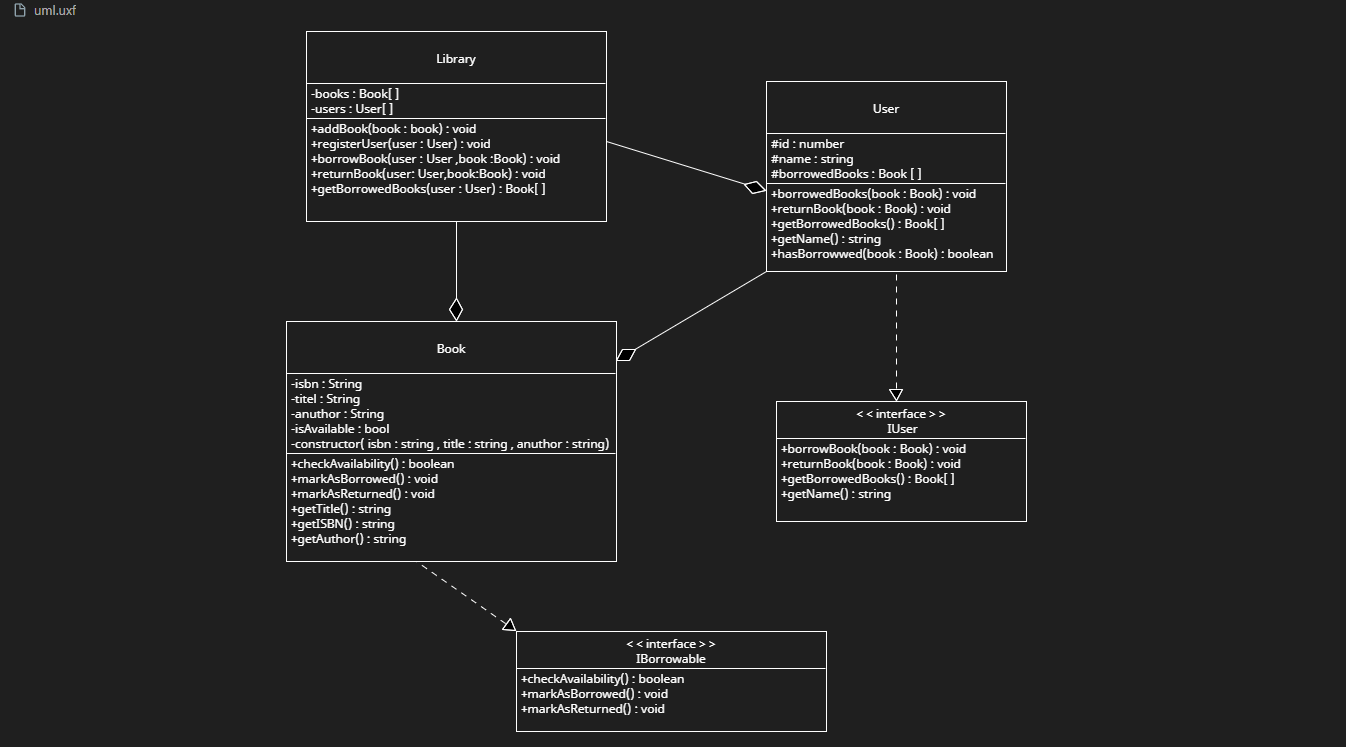 uml.uxf
Library
-books : Book[ ]
-users : User[ ]
+addBook(book : book) : void
+registerUser(user : User) : void
+borrowBook(user : User ,book :Book) : void
+returnBook(user: User,book:Book) : void
+getBorrowedBooks(user : User) : Book[ ]
User
#id : number
#name : string
#borrowedBooks : Book [ ]
+borrowedBooks(book : Book) : void
+returnBook(book : Book) : void
+getBorrowedBooks() : Book[ ]
+getName() : string
+hasBorrowwed(book : Book) : boolean
Book
-isbn : String
-titel : String
-anuthor : String
-isAvailable : bool
-constructor( isbn : string , title : string , anuthor : string)
+checkAvailability() : boolean
+markAsBorrowed() : void
+markAsReturned() : void
+getTitle() : string
+getISBN() : string
+getAuthor() : string
< < interface > >
IUser
+borrowBook(book : Book) : void
+returnBook(book : Book) : void
+getBorrowedBooks() : Book[ ]
+getName() : string
< < interface > >
IBorrowable
+checkAvailability() : boolean
+markAsBorrowed() : void
+markAsReturned() : void